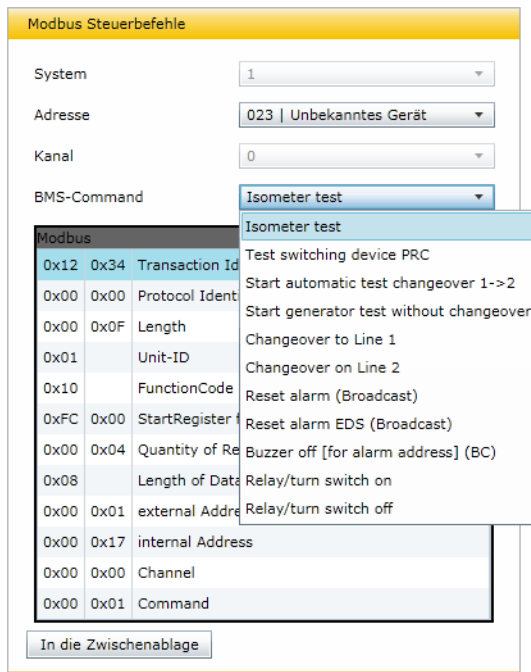 Modbus Steuerbefehle
System 1
Adresse 023 | Unbekanntes Gerät
Kanal 0
BMS-Command Isometer test
Isometer test
Test switching device PRC
Start automatic test changeover 1->2
Start generator test without changeover
Changeover to Line 1
Changeover on Line 2
Reset alarm (Broadcast)
Reset alarm EDS (Broadcast)
Buzzer off [for alarm address] (BC)
Relay/turn switch on
Relay/turn switch off
Modbus
0x12 0x34 Transaction Id
0x00 0x00 Protocol Identi
0x00 0x0F Length
0x01 Unit-ID
0x10 FunctionCode
0xFC 0x00 StartRegister
0x00 0x04 Quantity of Re
0x08 Length of Data
0x00 0x01 external Addre
0x00 0x17 internal Address
0x00 0x00 Channel
0x00 0x01 Command
In die Zwischenablage